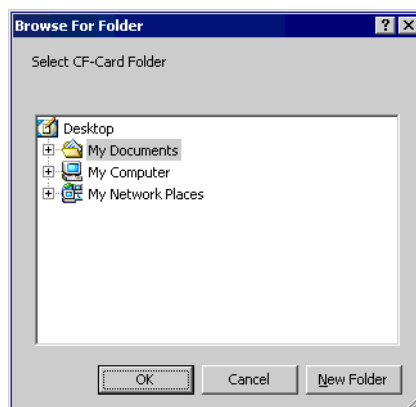 Browse For Folder
Select CF-Card Folder
Desktop
My Documents
My Computer
My Network Places
OK Cancel New Folder